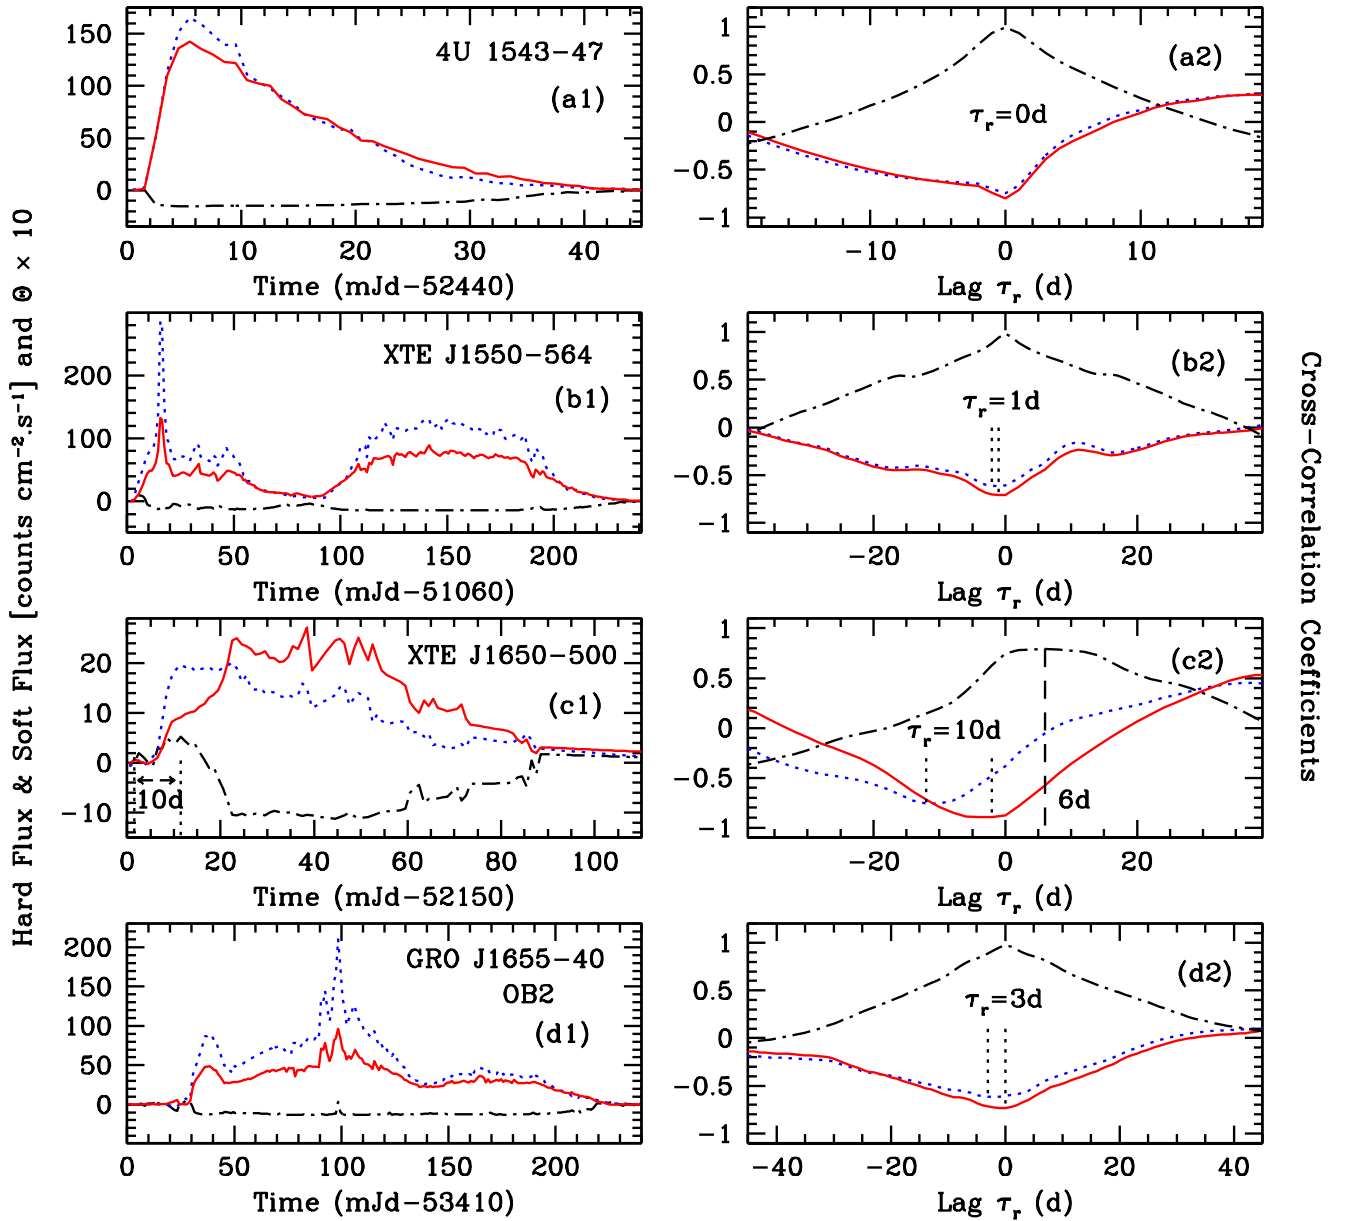 Hard Flux & Soft Flux [counts cm⁻².s⁻¹] and Θ × 10
4U 1543−47
(a1)
150
100
50
0
0 10 20 30 40
Time (mJd−52440)
(a2)
τr=0d
1
0.5
0
−0.5
−1
−10 0 10
Lag τr (d)
XTE J1550−564
(b1)
200
100
0
0 50 100 150 200
Time (mJd−51060)
(b2)
τr=1d
1
0.5
0
−0.5
−1
−20 0 20
Lag τr (d)
XTE J1650−500
(c1)
20
10
0
−10
10d
0 20 40 60 80 100
Time (mJd−52150)
(c2)
τr=10d
6d
1
0.5
0
−0.5
−1
−20 0 20
Lag τr (d)
GRO J1655−40
OB2
(d1)
200
150
100
50
0
0 50 100 150 200
Time (mJd−53410)
(d2)
τr=3d
1
0.5
0
−0.5
−1
−40 −20 0 20 40
Lag τr (d)
Cross−Correlation Coefficients